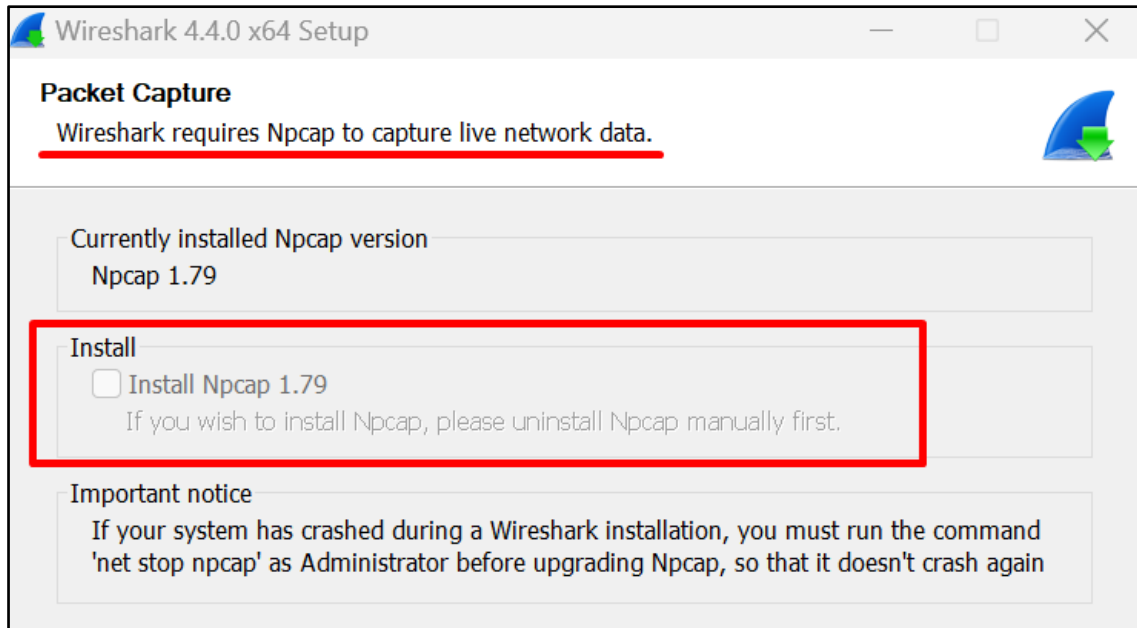 Wireshark 4.4.0 x64 Setup
Packet Capture
Wireshark requires Npcap to capture live network data.
Currently installed Npcap version
Npcap 1.79
Install
Install Npcap 1.79
If you wish to install Npcap, please uninstall Npcap manually first.
Important notice
If your system has crashed during a Wireshark installation, you must run the command
'net stop npcap' as Administrator before upgrading Npcap, so that it doesn't crash again